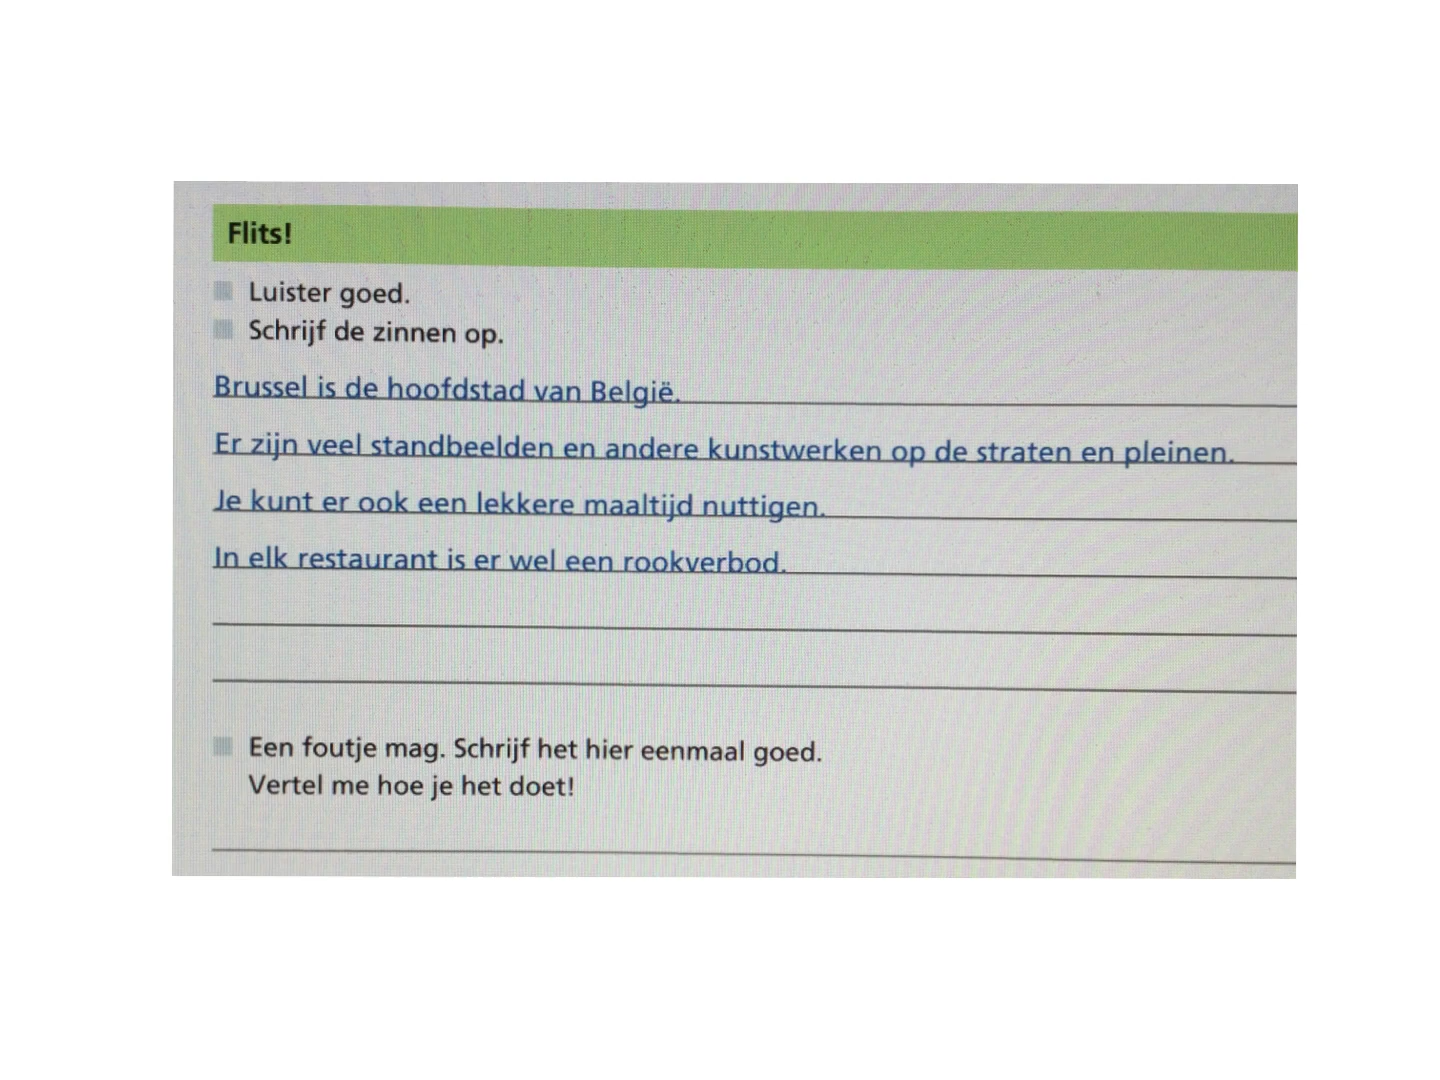 Flits!
Luister goed.
Schrijf de zinnen op.
Brussel is de hoofdstad van België.
Er zijn veel standbeelden en andere kunstwerken op de straten en pleinen.
Je kunt er ook een lekkere maaltijd nuttigen.
In elk restaurant is er wel een rookverbod.
Een foutje mag. Schrijf het hier eenmaal goed.
Vertel me hoe je het doet!